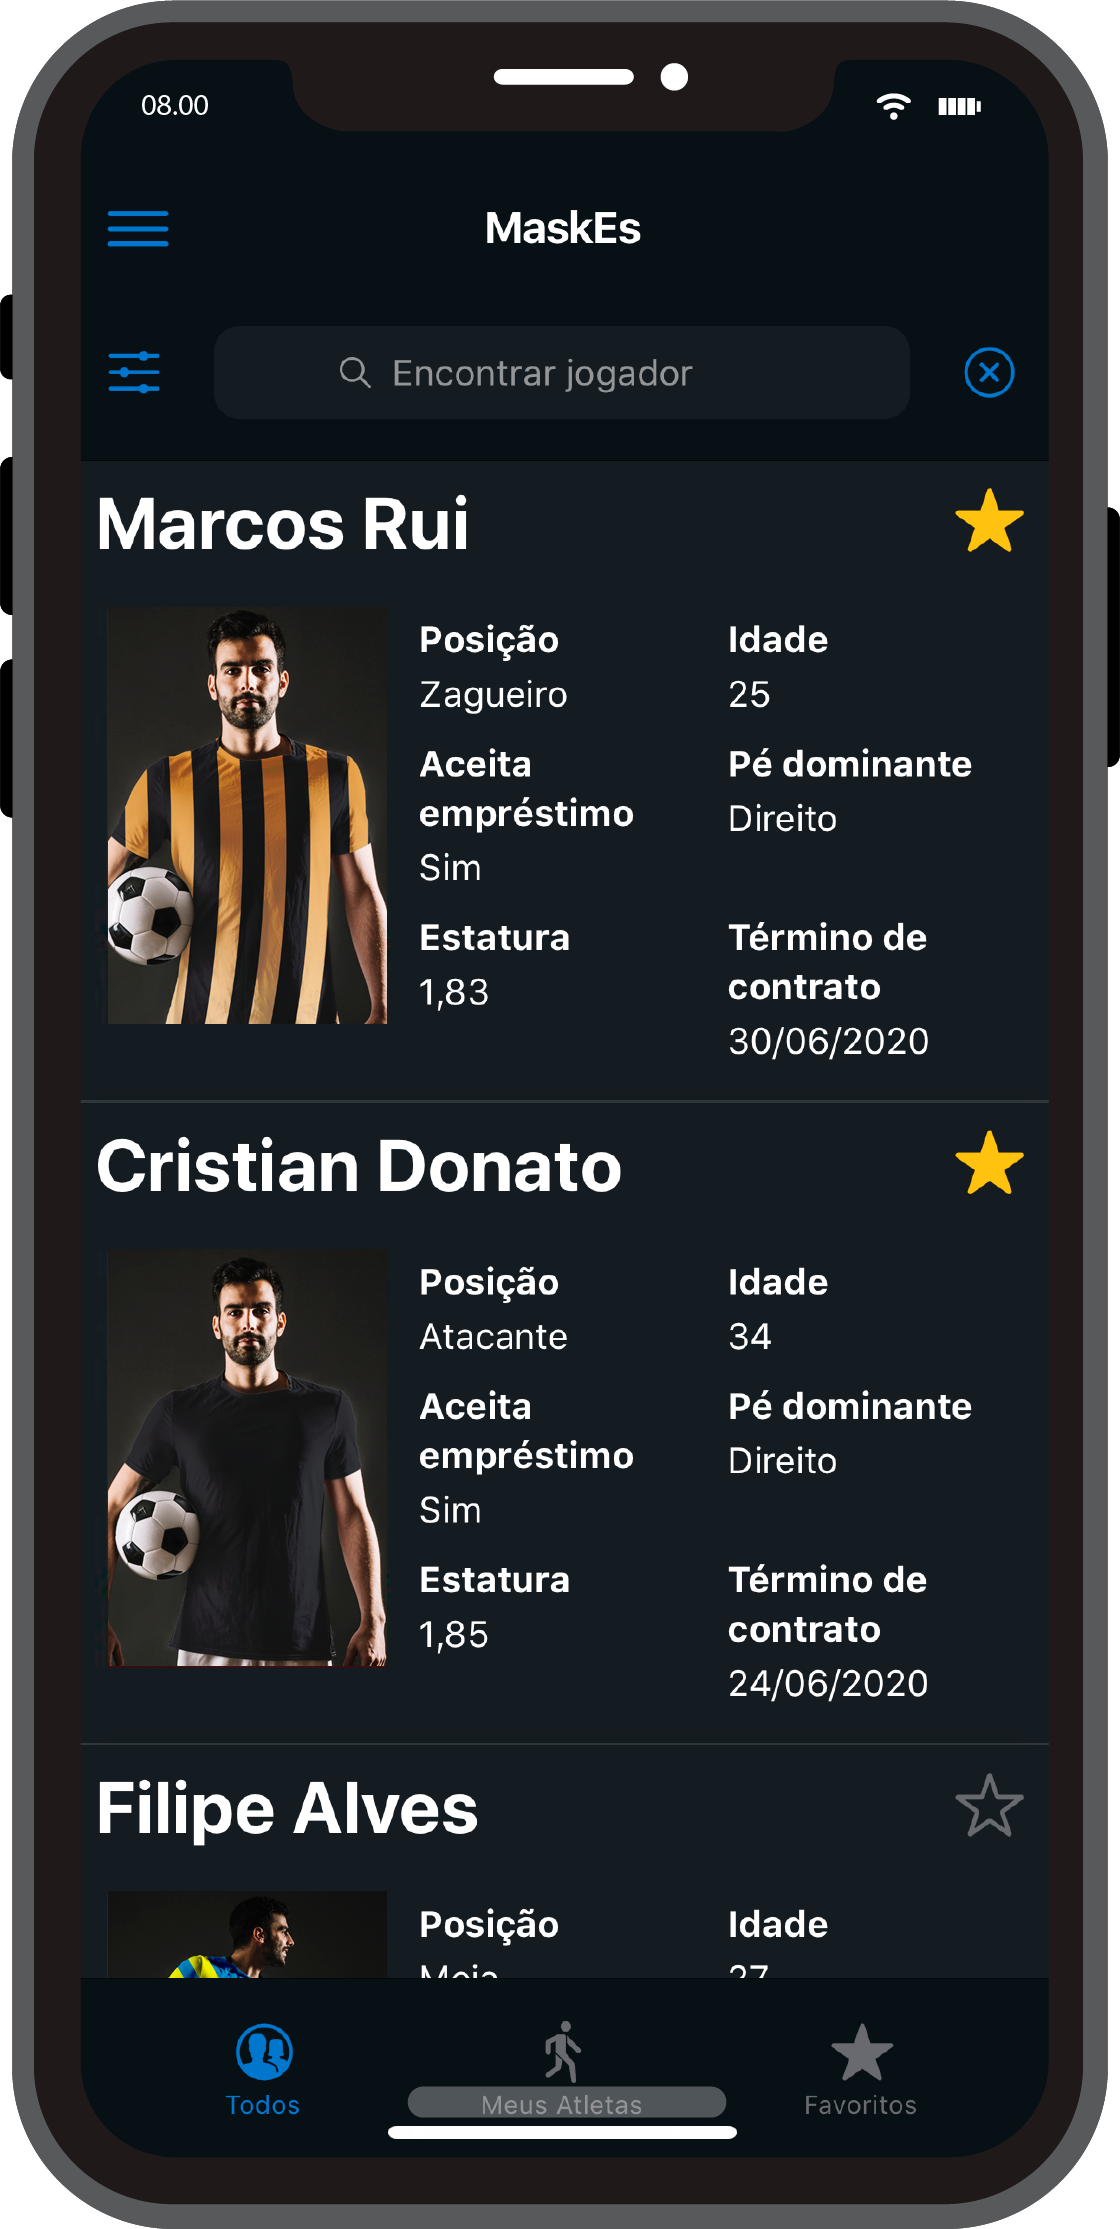 08.00
MaskEs
Encontrar jogador
Marcos Rui
Posição
Zagueiro
Idade
25
Aceita
empréstimo
Sim
Pé dominante
Direito
Estatura
1,83
Término de
contrato
30/06/2020
Cristian Donato
Posição
Atacante
Idade
34
Aceita
empréstimo
Sim
Pé dominante
Direito
Estatura
1,85
Término de
contrato
24/06/2020
Filipe Alves
Posição
Meia
Idade
27
Todos
Meus Atletas
Favoritos